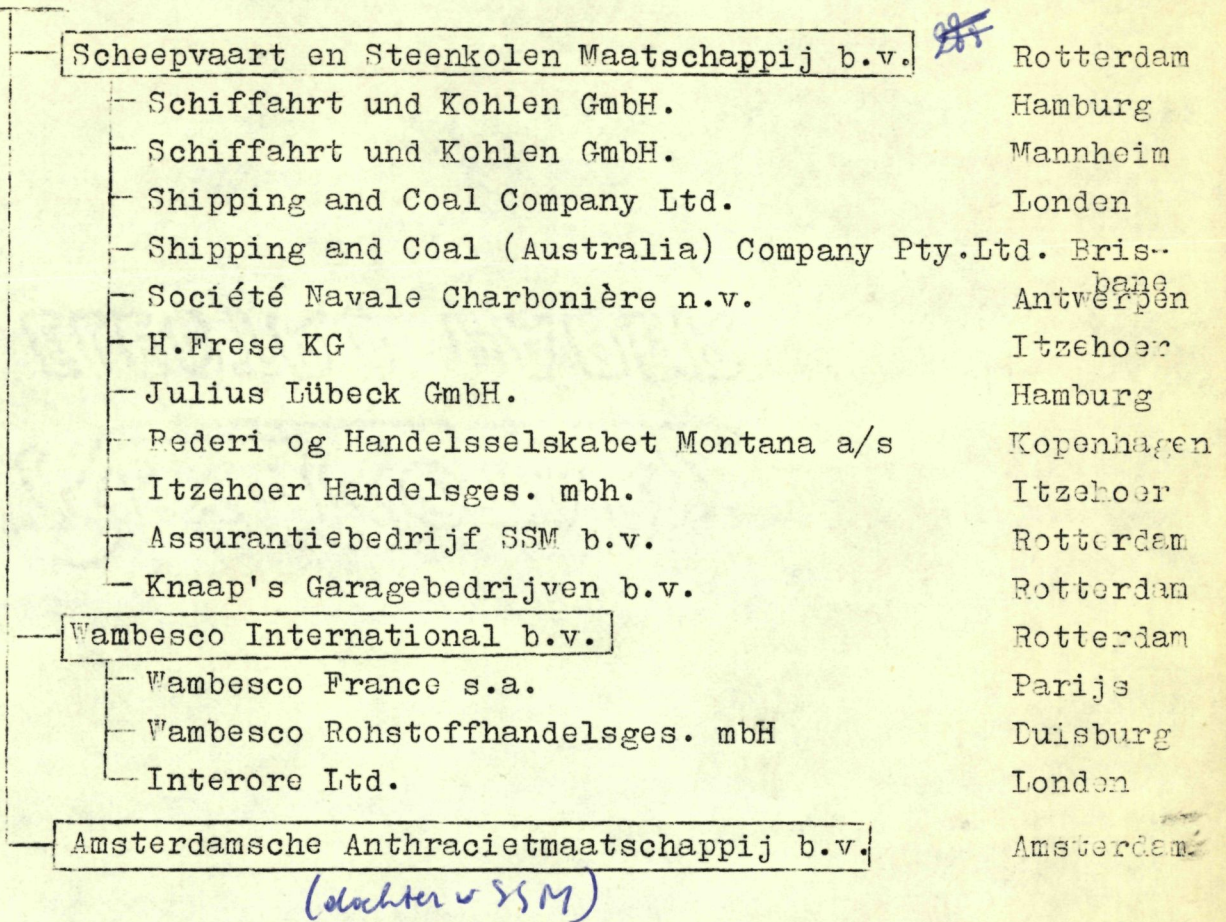 Scheepvaart en Steenkolen Maatschappij b.v. Rotterdam
Schiffahrt und Kohlen GmbH. Hamburg
Schiffahrt und Kohlen GmbH. Mannheim
Shipping and Coal Company Ltd. Londen
Shipping and Coal (Australia) Company Pty.Ltd. Bris-
bane
Société Navale Charbonière n.v. Antwerpen
H.Frese KG Itzehoer
Julius Lübeck GmbH. Hamburg
Rederi og Handelsselskabet Montana a/s Kopenhagen
Itzehoer Handelsges. mbh. Itzehoer
Assurantiebedrijf SSM b.v. Rotterdam
Knaap's Garagebedrijven b.v. Rotterdam
Wambesco International b.v. Rotterdam
Wambesco France s.a. Parijs
Wambesco Rohstoffhandelsges. mbH Duisburg
Interore Ltd. Londen
Amsterdamsche Anthracietmaatschappij b.v. Amsterdam
(dochter v SSM)